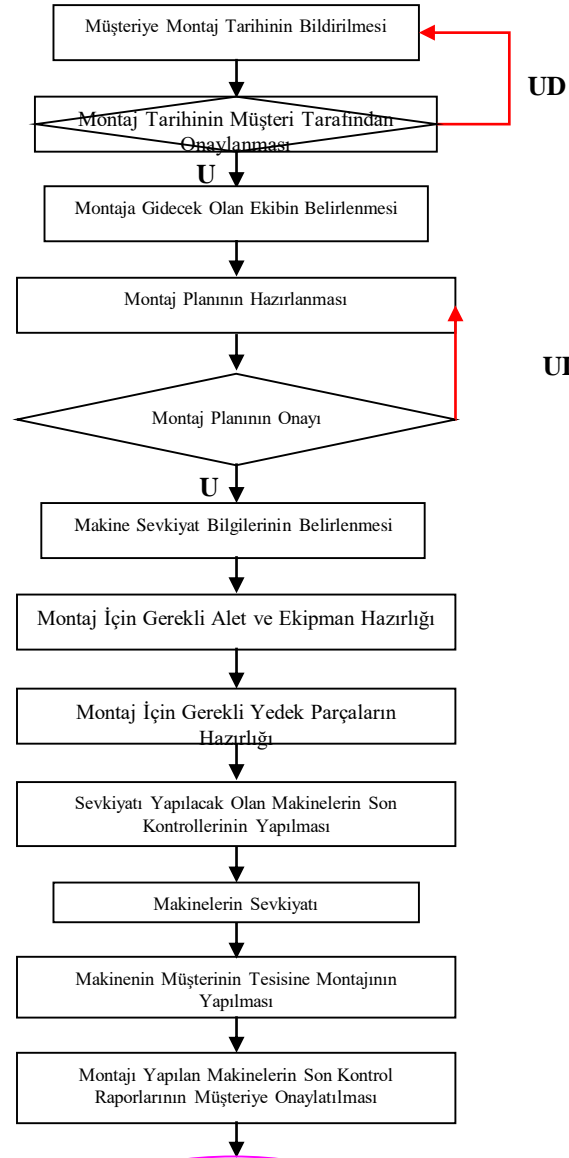 Müşteriye Montaj Tarihinin Bildirilmesi
UD
Montaj Tarihinin Müşteri Tarafından
Onaylanması
U
Montaja Gidecek Olan Ekibin Belirlenmesi
Montaj Planının Hazırlanması
Montaj Planının Onayı
U
Makine Sevkiyat Bilgilerinin Belirlenmesi
Montaj İçin Gerekli Alet ve Ekipman Hazırlığı
Montaj İçin Gerekli Yedek Parçaların
Hazırlığı
Sevkiyatı Yapılacak Olan Makinelerin Son
Kontrollerinin Yapılması
Makinelerin Sevkiyatı
Makinenin Müşterinin Tesisine Montajının
Yapılması
Montajı Yapılan Makinelerin Son Kontrol
Raporlarının Müşteriye Onaylatılması